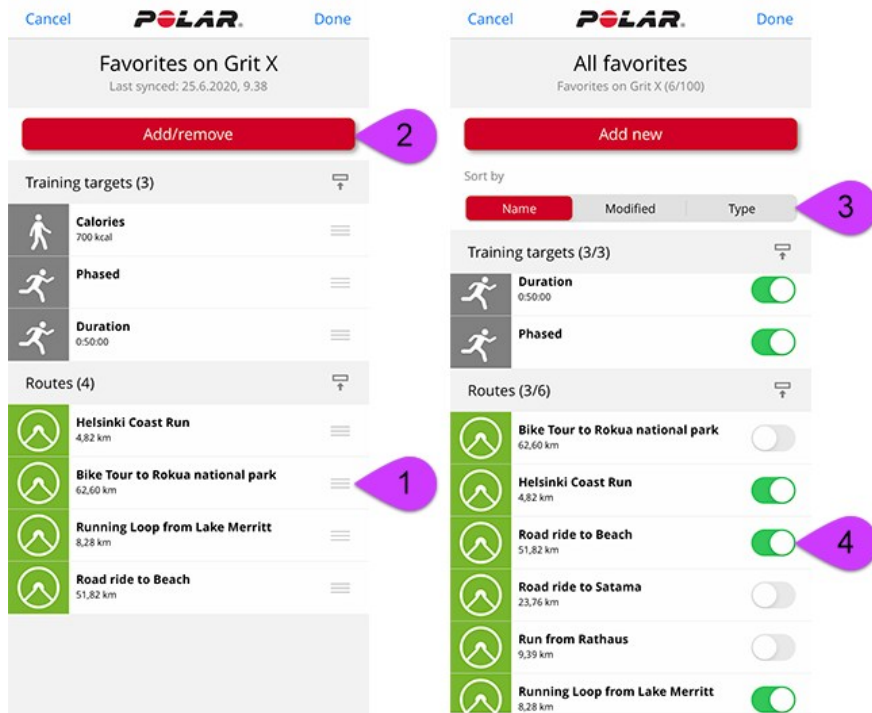 Cancel
POLAR.
Done
Favorites on Grit X
Last synced: 25.6.2020, 9.38
Add/remove
2
Training targets (3)
Calories
700 kcal
Phased
Duration
0:50:00
Routes (4)
Helsinki Coast Run
4,82 km
Bike Tour to Rokua national park
62,60 km
1
Running Loop from Lake Merritt
8,28 km
Road ride to Beach
51,82 km
Cancel
POLAR.
Done
All favorites
Favorites on Grit X (6/100)
Add new
Sort by
Name Modified Type
3
Training targets (3/3)
Duration
0:50:00
Phased
Routes (3/6)
Bike Tour to Rokua national park
62,60 km
Helsinki Coast Run
4,82 km
Road ride to Beach
51,82 km
4
Road ride to Satama
23,76 km
Run from Rathaus
9,39 km
Running Loop from Lake Merritt
8,28 km